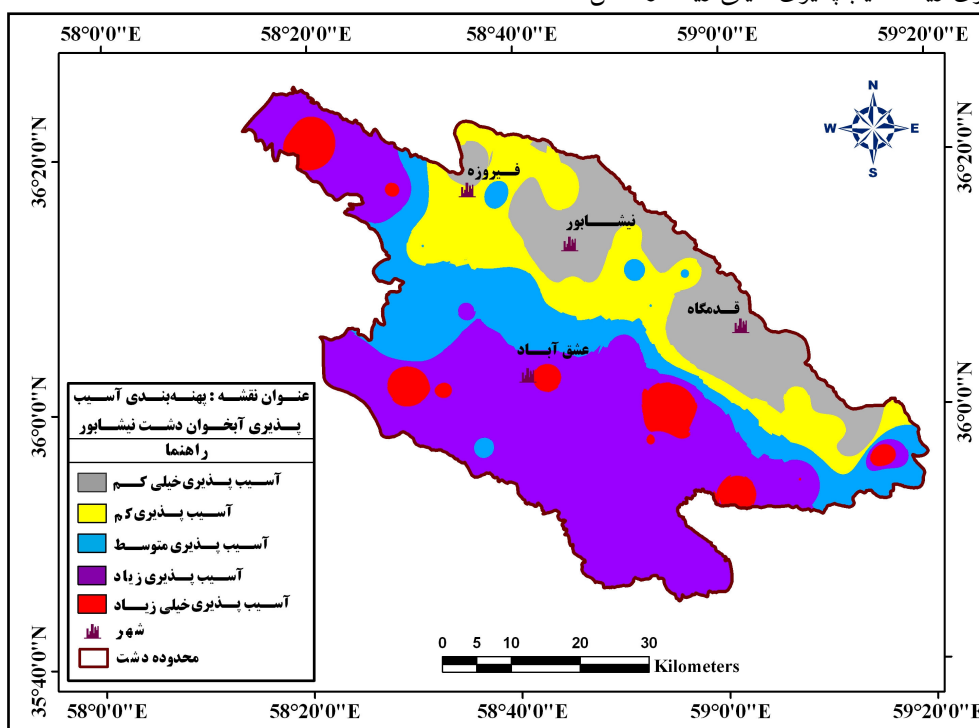 58°0'0"E 58°20'0"E 58°40'0"E 59°0'0"E 59°20'0"E
N
W E
S
36°20'0"N 36°20'0"N
فیروزه
نیشابور
قدمگاه
عشق آباد
36°0'0"N 36°0'0"N
عنوان نقشه : پهنه‌بندی آسیب
پذیری آبخوان دشت نیشابور
راهنما
آسیب پذیری خیلی کم
آسیب پذیری کم
آسیب پذیری متوسط
آسیب پذیری زیاد
آسیب پذیری خیلی زیاد
شهر
محدوده دشت
0 5 10 20 30
Kilometers
35°40'0"N 35°40'0"N
58°0'0"E 58°20'0"E 58°40'0"E 59°0'0"E 59°20'0"E